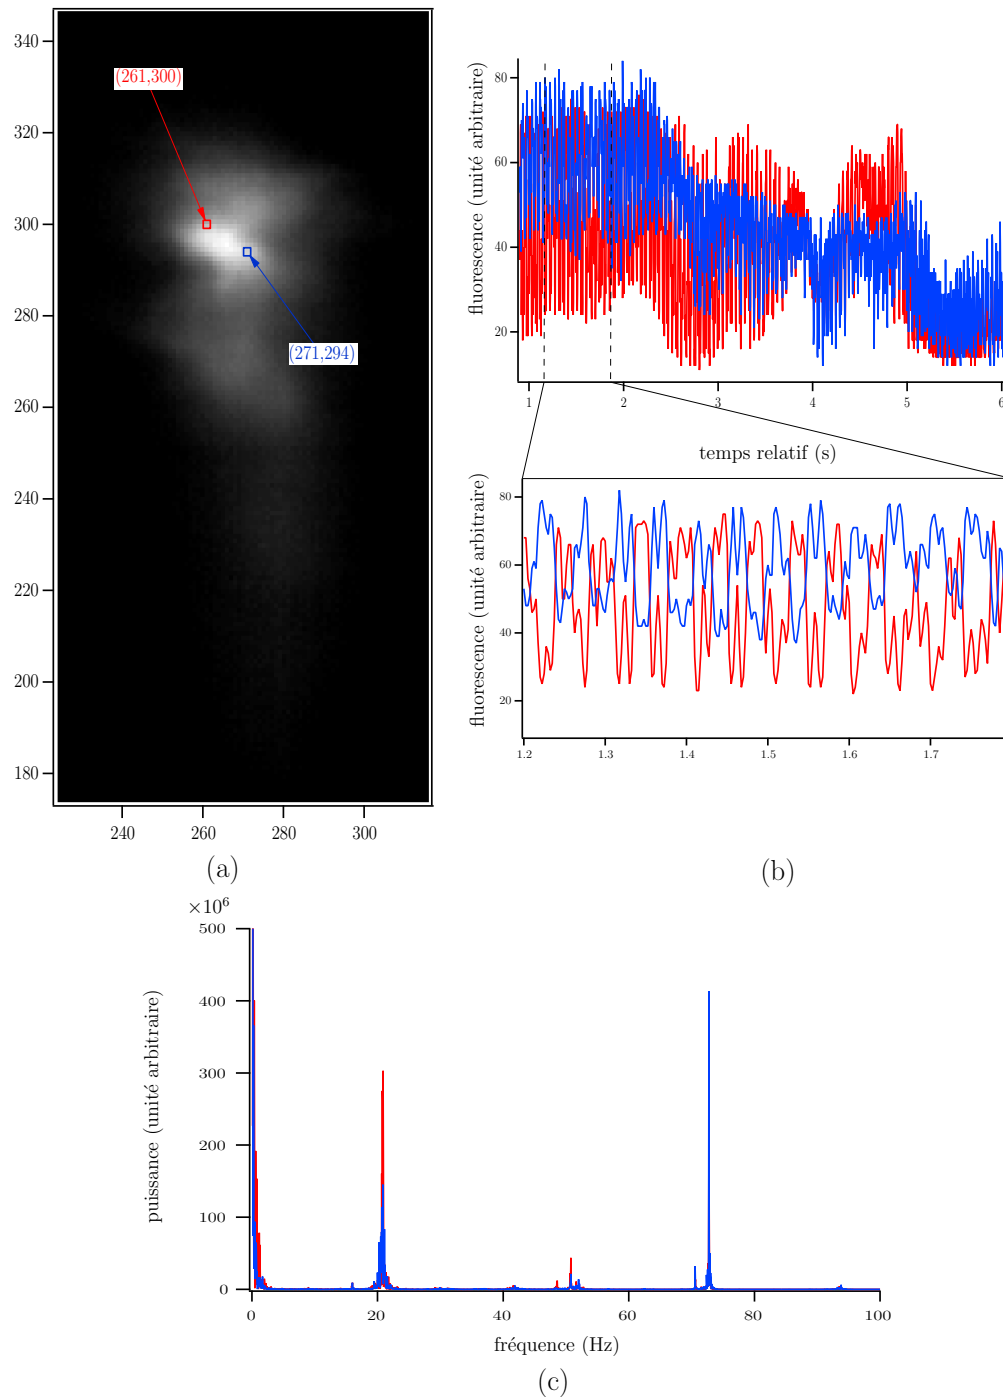 340
320
300
280
260
240
220
200
180
240 260 280 300
(261,300)
(271,294)
(a)
fluorescence (unité arbitraire)
80
60
40
20
1 2 3 4 5 6
temps relatif (s)
fluorescence (unité arbitraire)
80
60
40
20
1.2 1.3 1.4 1.5 1.6 1.7
(b)
×10⁶
puissance (unité arbitraire)
500
400
300
200
100
0
0 20 40 60 80 100
fréquence (Hz)
(c)